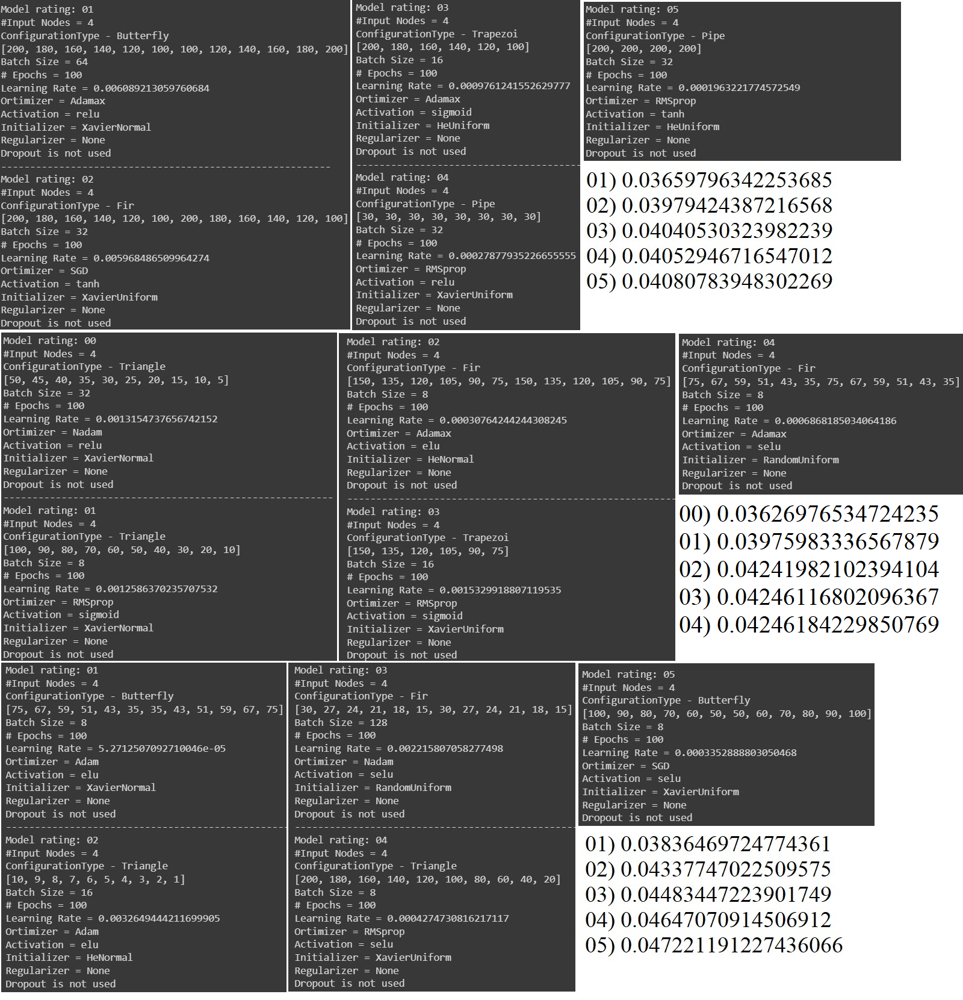 Model rating: 01
#Input Nodes = 4
ConfigurationType - Butterfly
[200, 180, 160, 140, 120, 100, 100, 120, 140, 160, 180, 200]
Batch Size = 64
# Epochs = 100
Learning Rate = 0.006089213059760684
Ortimizer = Adamax
Activation = relu
Initializer = XavierNormal
Regularizer = None
Dropout is not used
---------------------------------------------------------
Model rating: 02
#Input Nodes = 4
ConfigurationType - Fir
[200, 180, 160, 140, 120, 100, 200, 180, 160, 140, 120, 100]
Batch Size = 32
# Epochs = 100
Learning Rate = 0.005968486509964274
Ortimizer = SGD
Activation = tanh
Initializer = XavierUniform
Regularizer = None
Dropout is not used
Model rating: 03
#Input Nodes = 4
ConfigurationType - Trapezoi
[200, 180, 160, 140, 120, 100]
Batch Size = 16
# Epochs = 100
Learning Rate = 0.0009761241552629777
Ortimizer = Adamax
Activation = sigmoid
Initializer = HeUniform
Regularizer = None
Dropout is not used
---------------------------------------
Model rating: 04
#Input Nodes = 4
ConfigurationType - Pipe
[30, 30, 30, 30, 30, 30, 30, 30]
Batch Size = 32
# Epochs = 100
Learning Rate = 0.00027877935226655555
Ortimizer = RMSprop
Activation = relu
Initializer = XavierUniform
Regularizer = None
Dropout is not used
Model rating: 05
#Input Nodes = 4
ConfigurationType - Pipe
[200, 200, 200, 200]
Batch Size = 32
# Epochs = 100
Learning Rate = 0.0001963221774572549
Ortimizer = RMSprop
Activation = tanh
Initializer = HeUniform
Regularizer = None
Dropout is not used
01) 0.03659796342253685
02) 0.03979424387216568
03) 0.04040530323982239
04) 0.04052946716547012
05) 0.04080783948302269
Model rating: 00
#Input Nodes = 4
ConfigurationType - Triangle
[50, 45, 40, 35, 30, 25, 20, 15, 10, 5]
Batch Size = 32
# Epochs = 100
Learning Rate = 0.0013154737656742152
Ortimizer = Nadam
Activation = relu
Initializer = XavierNormal
Regularizer = None
Dropout is not used
---------------------------------------------------------
Model rating: 01
#Input Nodes = 4
ConfigurationType - Triangle
[100, 90, 80, 70, 60, 50, 40, 30, 20, 10]
Batch Size = 8
# Epochs = 100
Learning Rate = 0.0012586370235707532
Ortimizer = RMSprop
Activation = sigmoid
Initializer = XavierNormal
Regularizer = None
Dropout is not used
Model rating: 02
#Input Nodes = 4
ConfigurationType - Fir
[150, 135, 120, 105, 90, 75, 150, 135, 120, 105, 90, 75]
Batch Size = 8
# Epochs = 100
Learning Rate = 0.00030764244244308245
Ortimizer = Adamax
Activation = elu
Initializer = HeNormal
Regularizer = None
Dropout is not used
---------------------------------------------------------
Model rating: 03
#Input Nodes = 4
ConfigurationType - Trapezoi
[150, 135, 120, 105, 90, 75]
Batch Size = 16
# Epochs = 100
Learning Rate = 0.0015329918807119535
Ortimizer = RMSprop
Activation = sigmoid
Initializer = XavierUniform
Regularizer = None
Dropout is not used
Model rating: 04
#Input Nodes = 4
ConfigurationType - Fir
[75, 67, 59, 51, 43, 35, 75, 67, 59, 51, 43, 35]
Batch Size = 8
# Epochs = 100
Learning Rate = 0.0006868185034064186
Ortimizer = Adamax
Activation = selu
Initializer = RandomUniform
Regularizer = None
Dropout is not used
00) 0.03626976534724235
01) 0.03975983336567879
02) 0.04241982102394104
03) 0.04246116802096367
04) 0.04246184229850769
Model rating: 01
#Input Nodes = 4
ConfigurationType - Butterfly
[75, 67, 59, 51, 43, 35, 35, 43, 51, 59, 67, 75]
Batch Size = 8
# Epochs = 100
Learning Rate = 5.2712507092710046e-05
Ortimizer = Adam
Activation = elu
Initializer = XavierNormal
Regularizer = None
Dropout is not used
-------------------------------------------------
Model rating: 02
#Input Nodes = 4
ConfigurationType - Triangle
[10, 9, 8, 7, 6, 5, 4, 3, 2, 1]
Batch Size = 16
# Epochs = 100
Learning Rate = 0.0032649444211699905
Ortimizer = Adam
Activation = elu
Initializer = HeNormal
Regularizer = None
Dropout is not used
Model rating: 03
#Input Nodes = 4
ConfigurationType - Fir
[30, 27, 24, 21, 18, 15, 30, 27, 24, 21, 18, 15]
Batch Size = 128
# Epochs = 100
Learning Rate = 0.002215807058277498
Ortimizer = Nadam
Activation = selu
Initializer = RandomUniform
Regularizer = None
Dropout is not used
-------------------------------------------------
Model rating: 04
#Input Nodes = 4
ConfigurationType - Triangle
[200, 180, 160, 140, 120, 100, 80, 60, 40, 20]
Batch Size = 8
# Epochs = 100
Learning Rate = 0.0004274730816217117
Ortimizer = RMSprop
Activation = selu
Initializer = XavierUniform
Regularizer = None
Dropout is not used
Model rating: 05
#Input Nodes = 4
ConfigurationType - Butterfly
[100, 90, 80, 70, 60, 50, 50, 60, 70, 80, 90, 100]
Batch Size = 8
# Epochs = 100
Learning Rate = 0.0003352888803050468
Ortimizer = SGD
Activation = selu
Initializer = XavierUniform
Regularizer = None
Dropout is not used
01) 0.03836469724774361
02) 0.04337747022509575
03) 0.04483447223901749
04) 0.04647070914506912
05) 0.047221191227436066